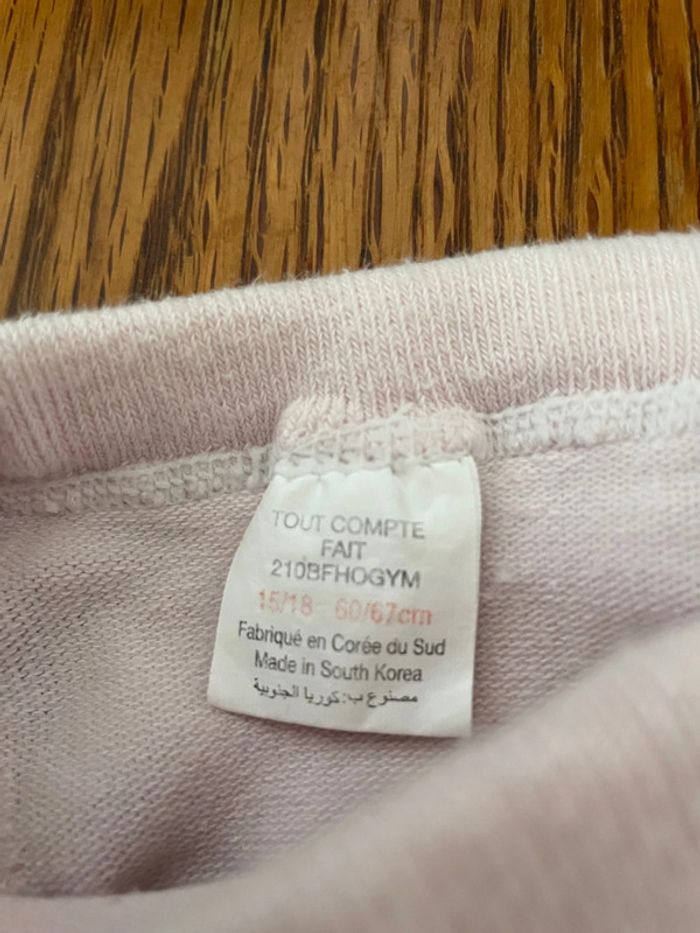 TOUT COMPTE
FAIT
210BFHOGYM
15/18 - 60/67cm
Fabriqué en Corée du Sud
Made in South Korea
مصنوع ب: كوريا الجنوبية